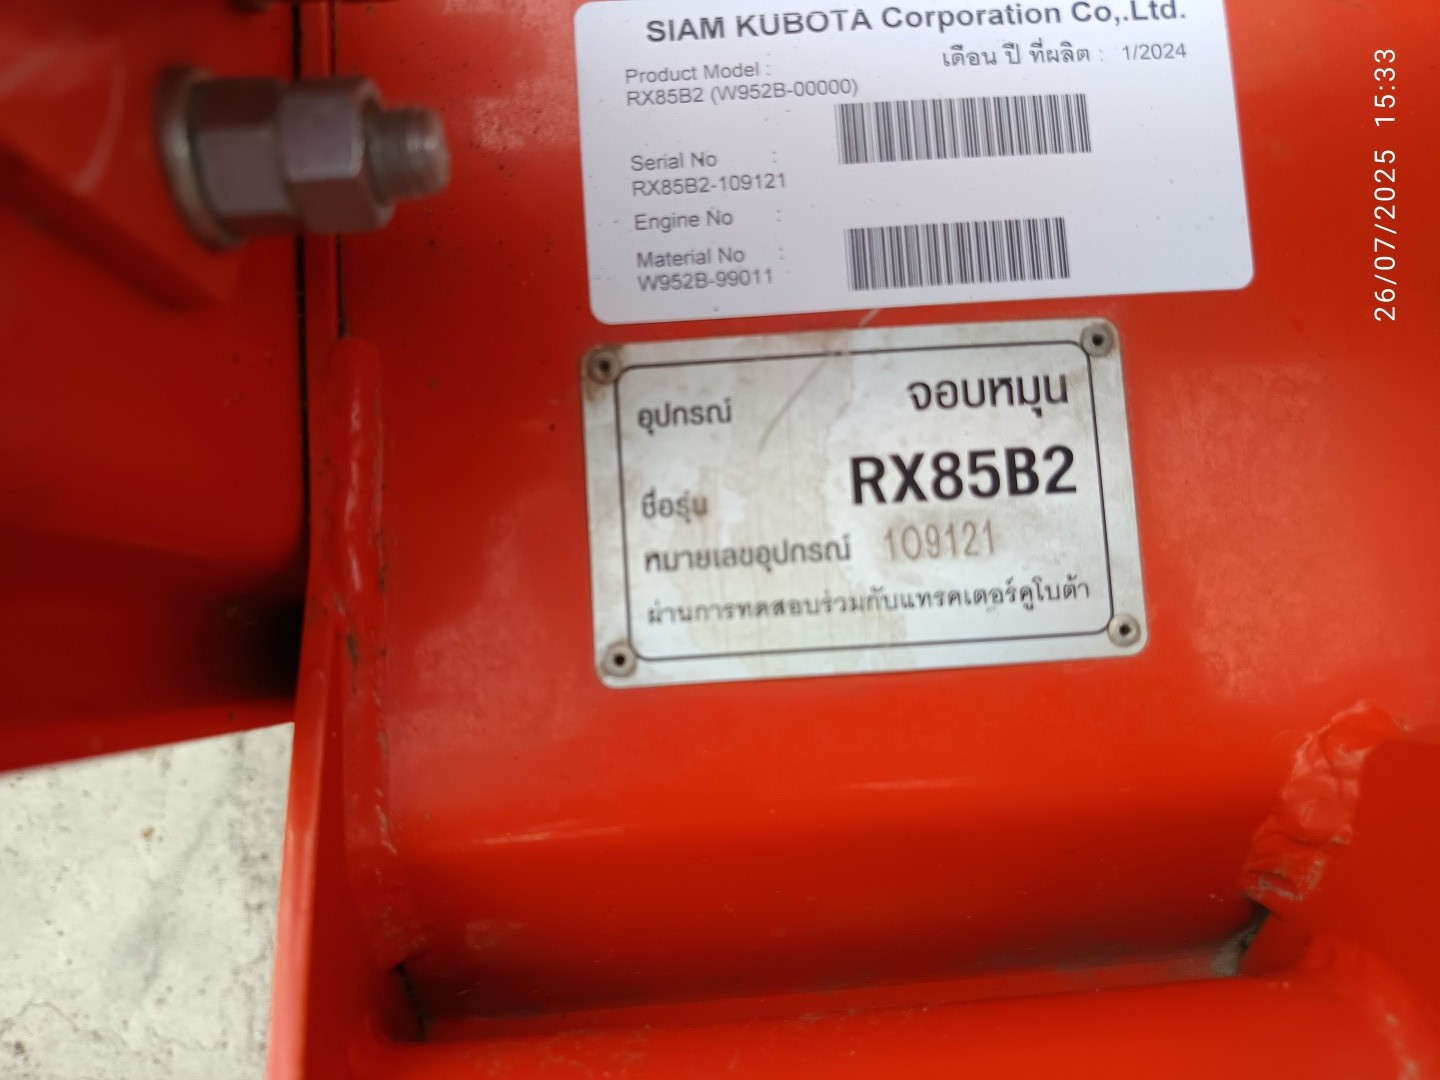 SIAM KUBOTA Corporation Co,.Ltd.
เดือน ปี ที่ผลิต : 1/2024
Product Model :
RX85B2 (W952B-00000)
Serial No :
RX85B2-109121
Engine No :
Material No :
W952B-99011
อุปกรณ์ จอบหมุน
ชื่อรุ่น RX85B2
หมายเลขอุปกรณ์ 109121
ผ่านการทดสอบร่วมกับแทรคเตอร์คูโบต้า
26/07/2025 15:33